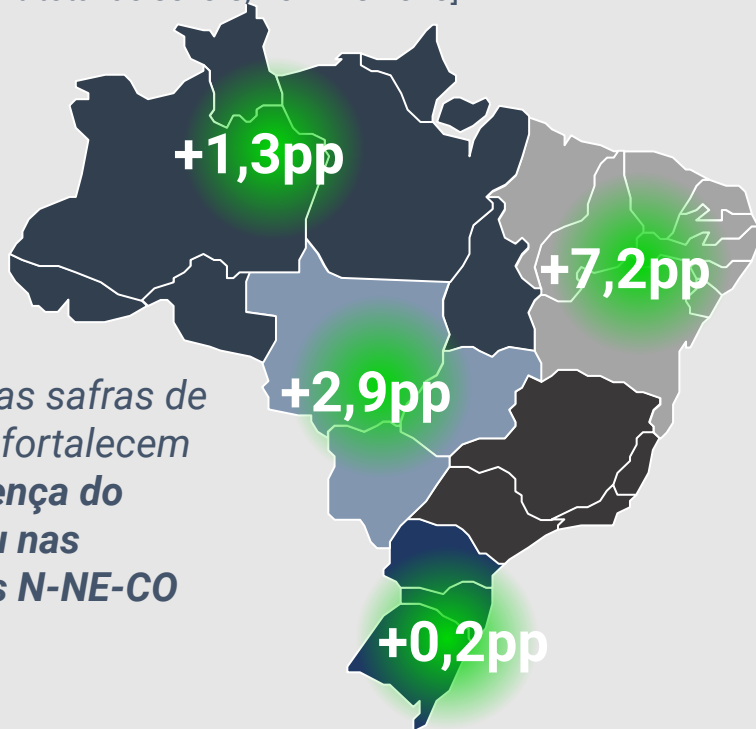 +1,3pp
+7,2pp
+2,9pp
as safras de
fortalecem
ença do
u nas
s N-NE-CO
+0,2pp